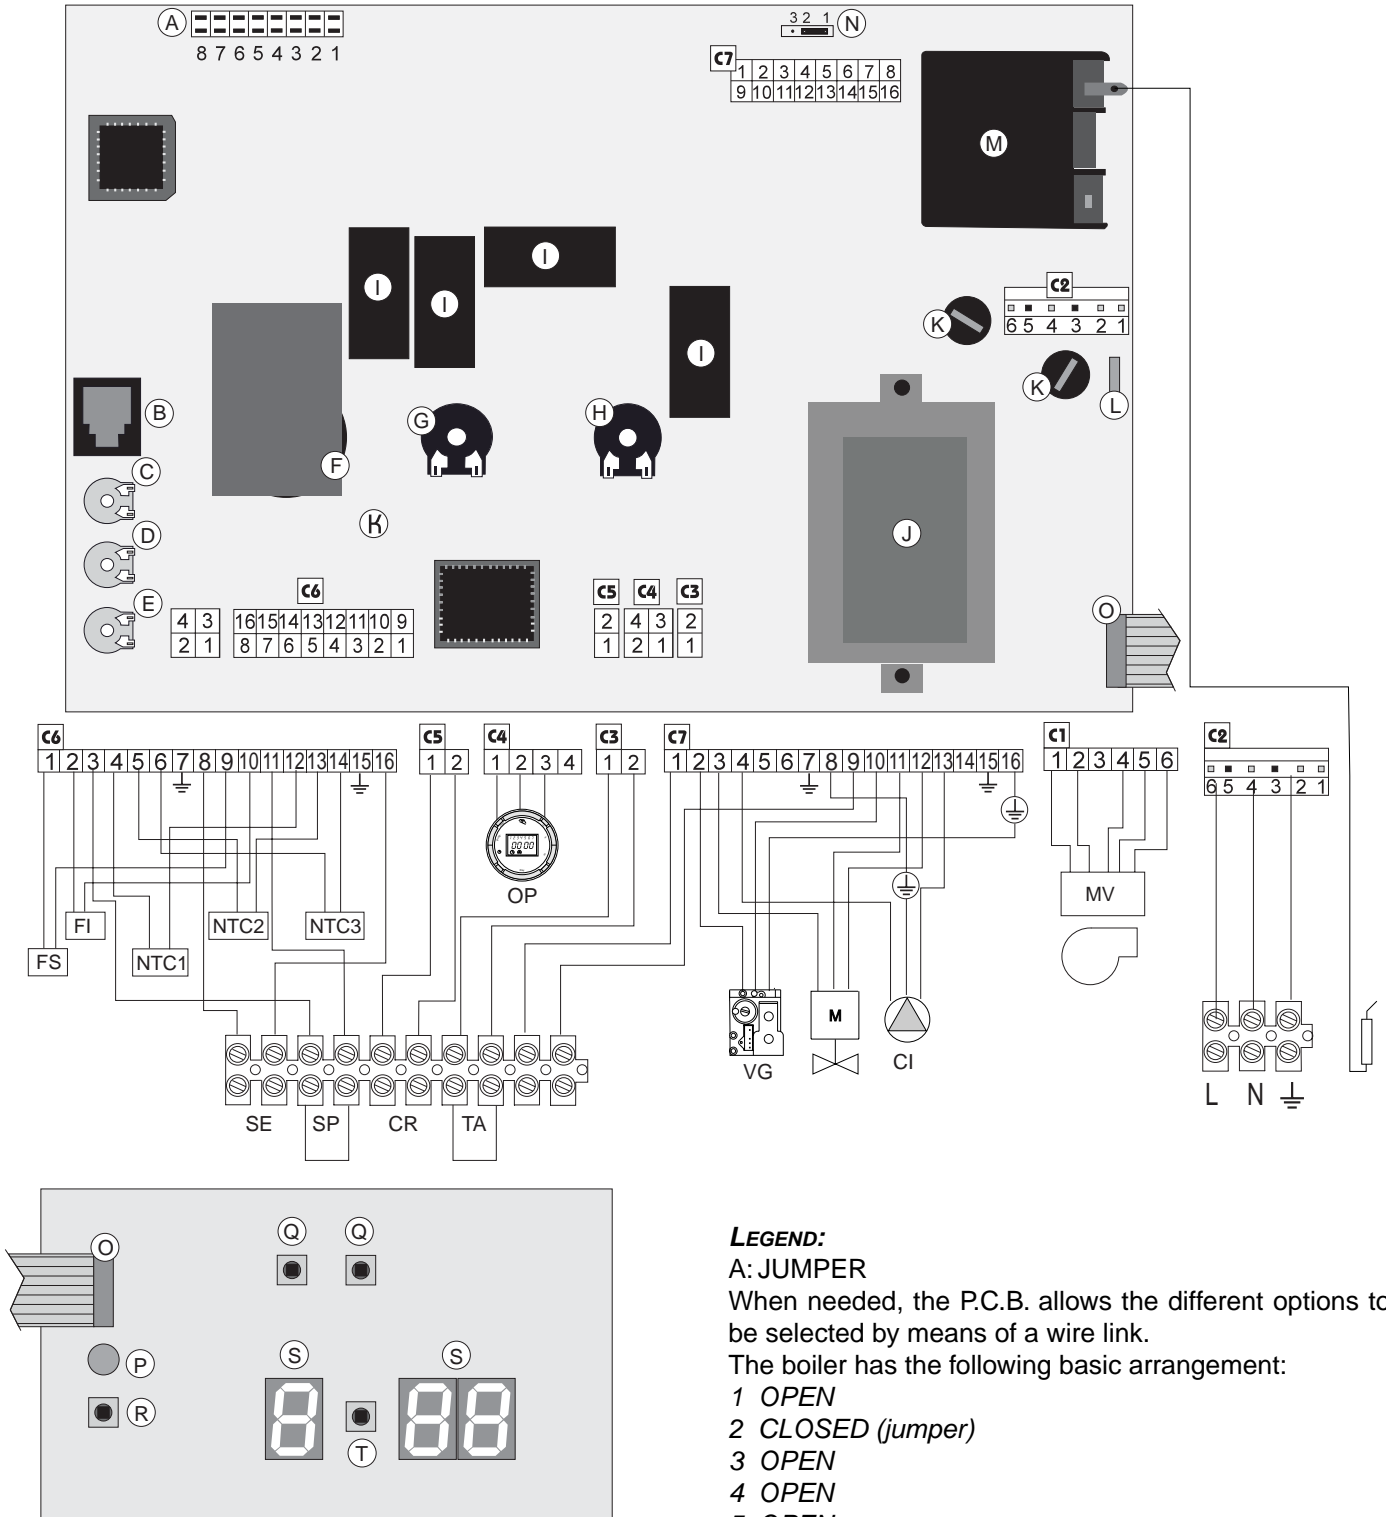 A
8 7 6 5 4 3 2 1
3 2 1
N
C7
1 2 3 4 5 6 7 8
9 10 11 12 13 14 15 16
M
I
I
I
I
C2
6 5 4 3 2 1
K
K
L
B
G
H
F
C
D
E
K
J
O
4 3
2 1
C6
16 15 14 13 12 11 10 9
8 7 6 5 4 3 2 1
C5 C4 C3
2 4 3 2
1 2 1 1
C6
1 2 3 4 5 6 7 8 9 10 11 12 13 14 15 16
C5
1 2
C4
1 2 3 4
C3
1 2
C7
1 2 3 4 5 6 7 8 9 10 11 12 13 14 15 16
C1
1 2 3 4 5 6
C2
6 5 4 3 2 1
OP
MV
FI
NTC2
NTC3
FS
NTC1
M
VG
CI
L N
SE SP CR TA
O
Q Q
P
R
S S
8 88
T
LEGEND:
A: JUMPER
When needed, the P.C.B. allows the different options to
be selected by means of a wire link.
The boiler has the following basic arrangement:
1 OPEN
2 CLOSED (jumper)
3 OPEN
4 OPEN